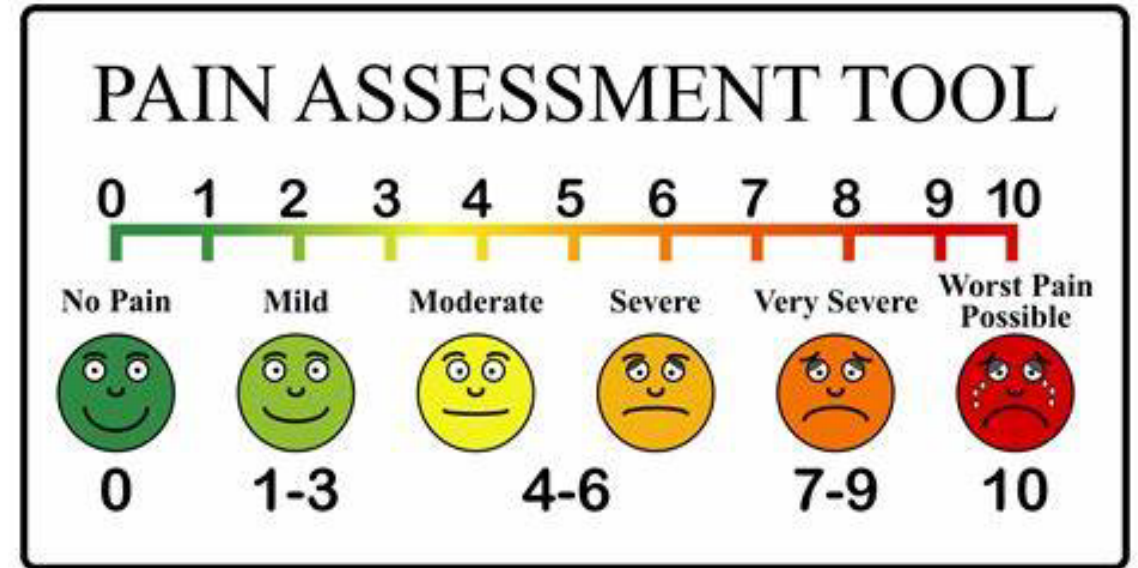 PAIN ASSESSMENT TOOL
0 1 2 3 4 5 6 7 8 9 10
No Pain Mild Moderate Severe Very Severe Worst Pain
Possible
0 1-3 4-6 7-9 10